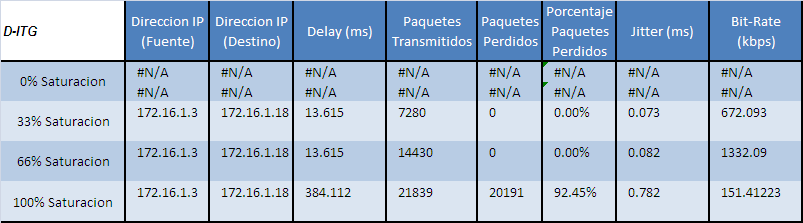 D-ITG Direccion IP (Fuente) Direccion IP (Destino) Delay (ms) Paquetes Transmitidos Paquetes Perdidos Porcentaje Paquetes Perdidos Jitter (ms) Bit-Rate (kbps)
0% Saturacion #N/A #N/A #N/A #N/A #N/A #N/A #N/A #N/A
#N/A #N/A #N/A #N/A #N/A #N/A #N/A #N/A
33% Saturacion 172.16.1.3 172.16.1.18 13.615 7280 0 0.00% 0.073 672.093
66% Saturacion 172.16.1.3 172.16.1.18 13.615 14430 0 0.00% 0.082 1332.09
100% Saturacion 172.16.1.3 172.16.1.18 384.112 21839 20191 92.45% 0.782 151.41223